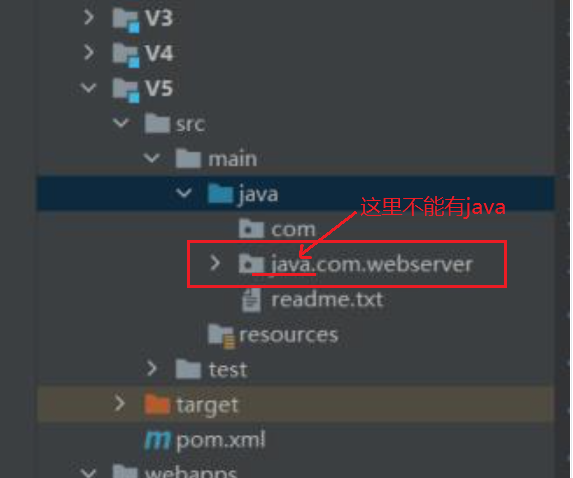 V3
V4
V5
src
main
java
这里不能有java
com
java.com.webserver
readme.txt
resources
test
target
pom.xml
webapps